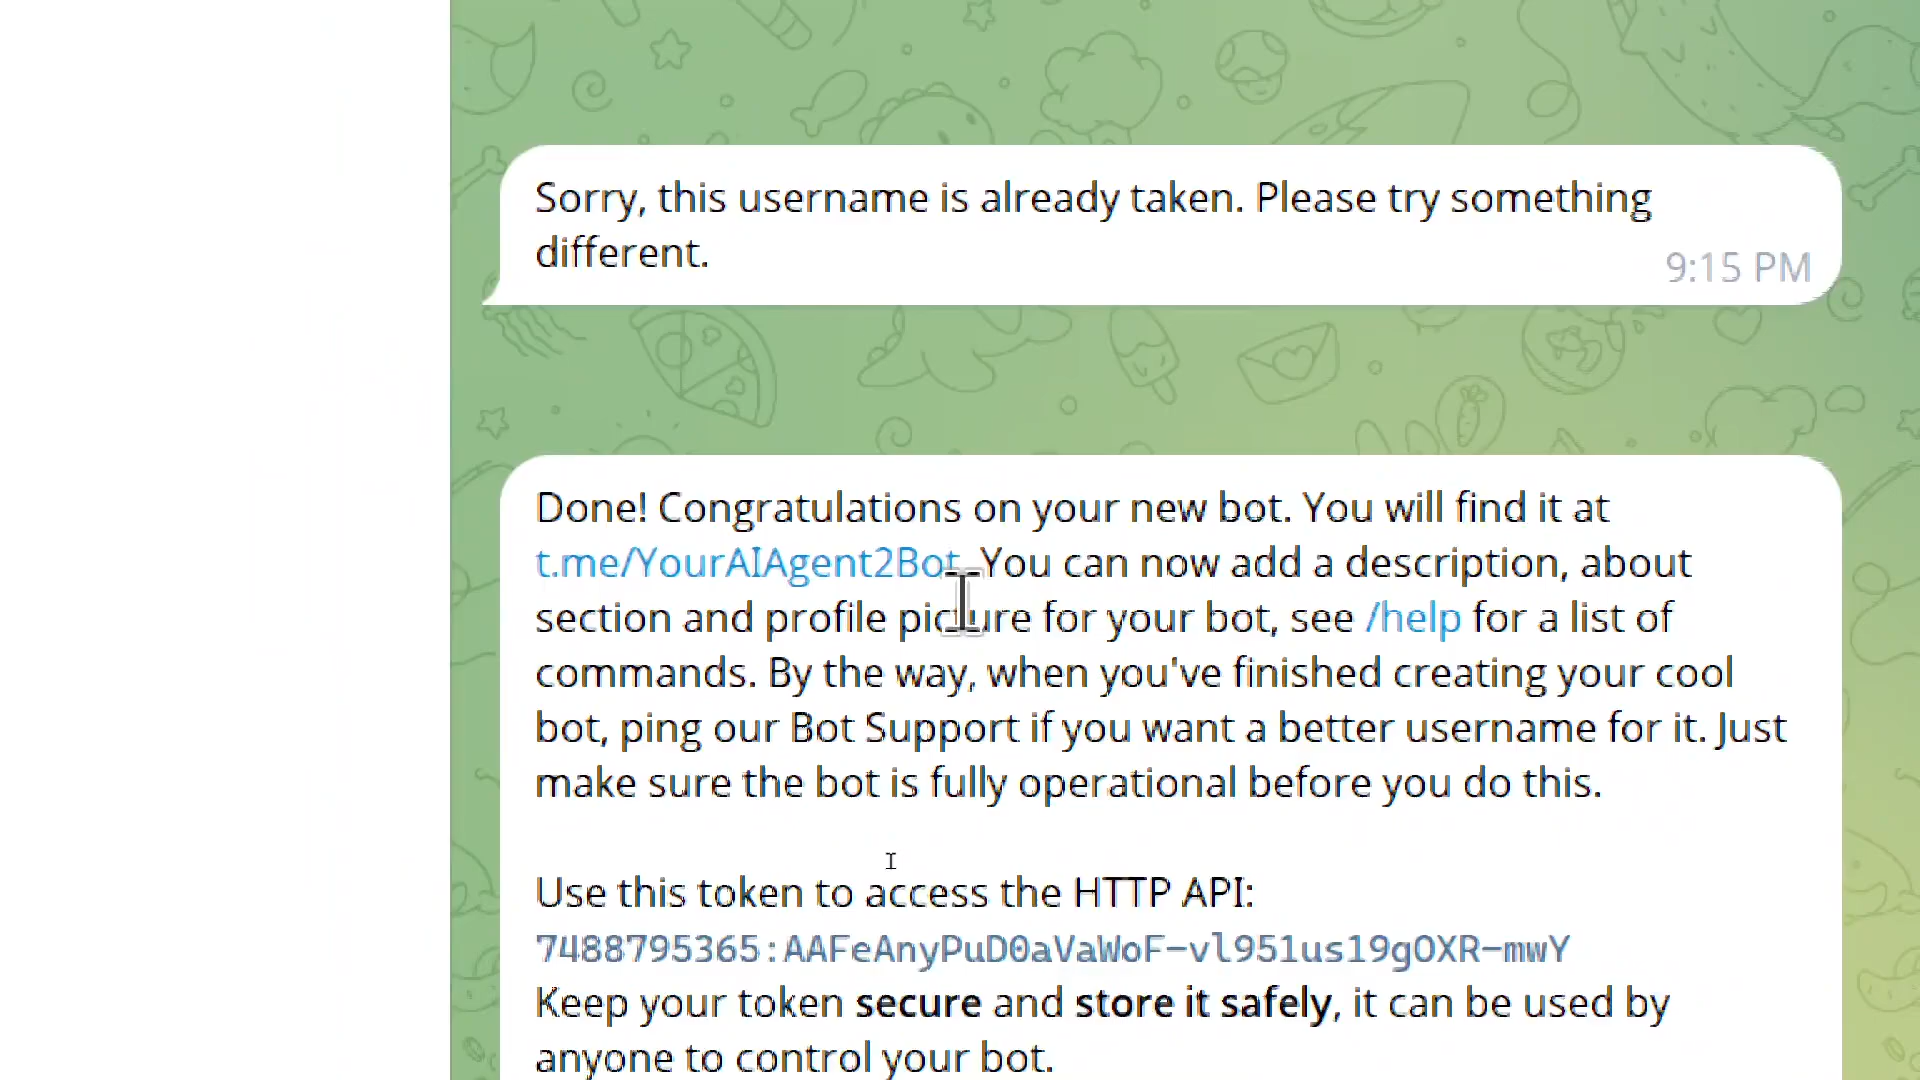 Sorry, this username is already taken. Please try something
different.
9:15 PM
Done! Congratulations on your new bot. You will find it at
t.me/YourAIAgent2Bot. You can now add a description, about
section and profile picture for your bot, see /help for a list of
commands. By the way, when you've finished creating your cool
bot, ping our Bot Support if you want a better username for it. Just
make sure the bot is fully operational before you do this.
Use this token to access the HTTP API:
7488795365:AAFeAnyPuD0aVaWoF-vl951us19gOXR-mwY
Keep your token secure and store it safely, it can be used by
anyone to control your bot.